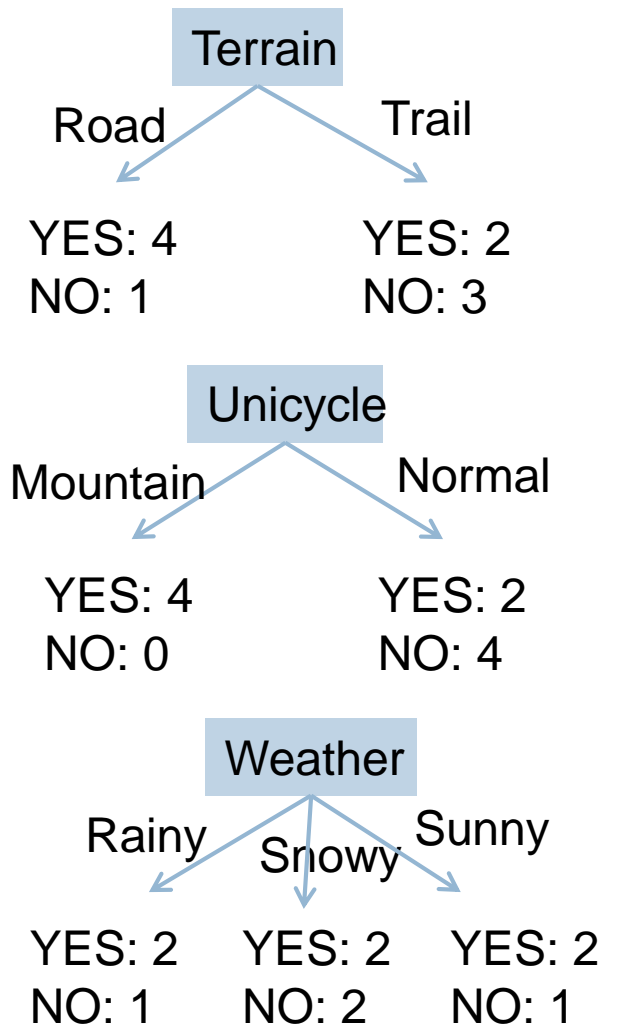 Terrain
Road Trail
YES: 4 YES: 2
NO: 1 NO: 3
Unicycle
Mountain Normal
YES: 4 YES: 2
NO: 0 NO: 4
Weather
Rainy Snowy Sunny
YES: 2 YES: 2 YES: 2
NO: 1 NO: 2 NO: 1